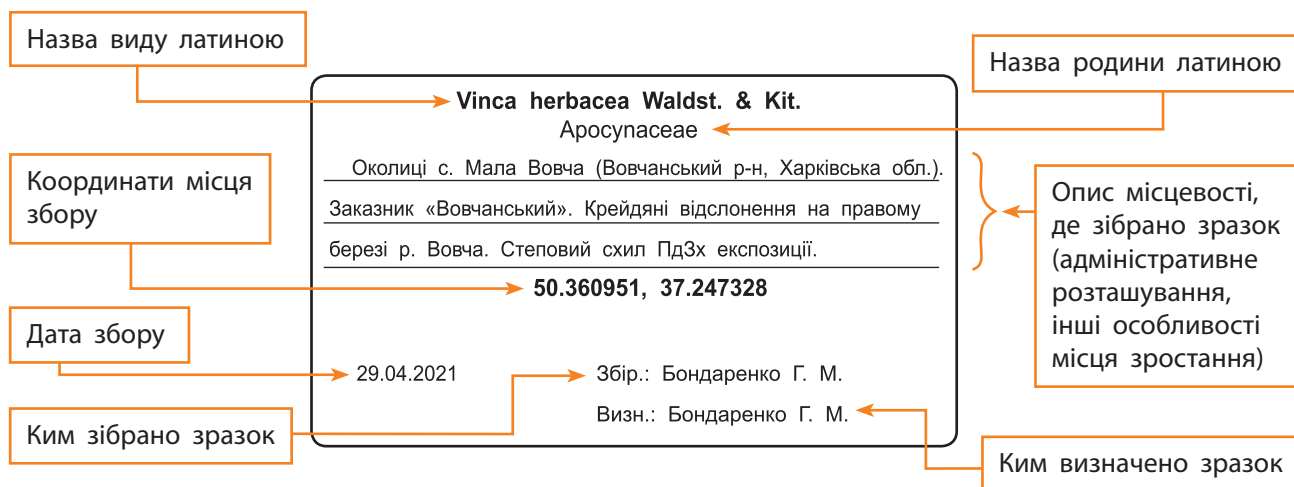 Назва виду латиною
Назва родини латиною
Vinca herbacea Waldst. & Kit.
Apocynaceae
Околиці с. Мала Вовча (Вовчанський р-н, Харківська обл.).
Заказник «Вовчанський». Крейдяні відслонення на правому
березі р. Вовча. Степовий схил ПдЗх експозиції.
50.360951, 37.247328
29.04.2021
Збір.: Бондаренко Г. М.
Визн.: Бондаренко Г. М.
Координати місця
збору
Дата збору
Ким зібрано зразок
Опис місцевості,
де зібрано зразок
(адміністративне
розташування,
інші особливості
місця зростання)
Ким визначено зразок